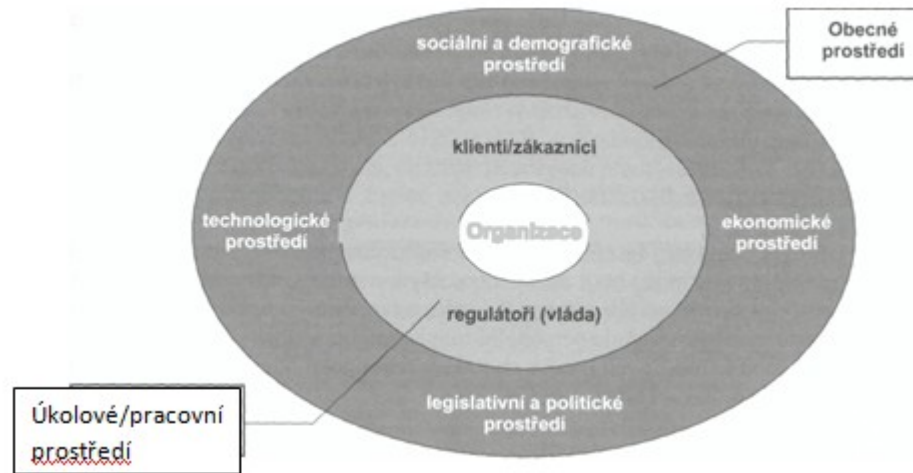 sociální a demografické
prostředí
Obecné
prostředí
klienti/zákazníci
technologické
prostředí
Organizace
ekonomické
prostředí
regulátoři (vláda)
legislativní a politické
prostředí
Úkolové/pracovní
prostředí